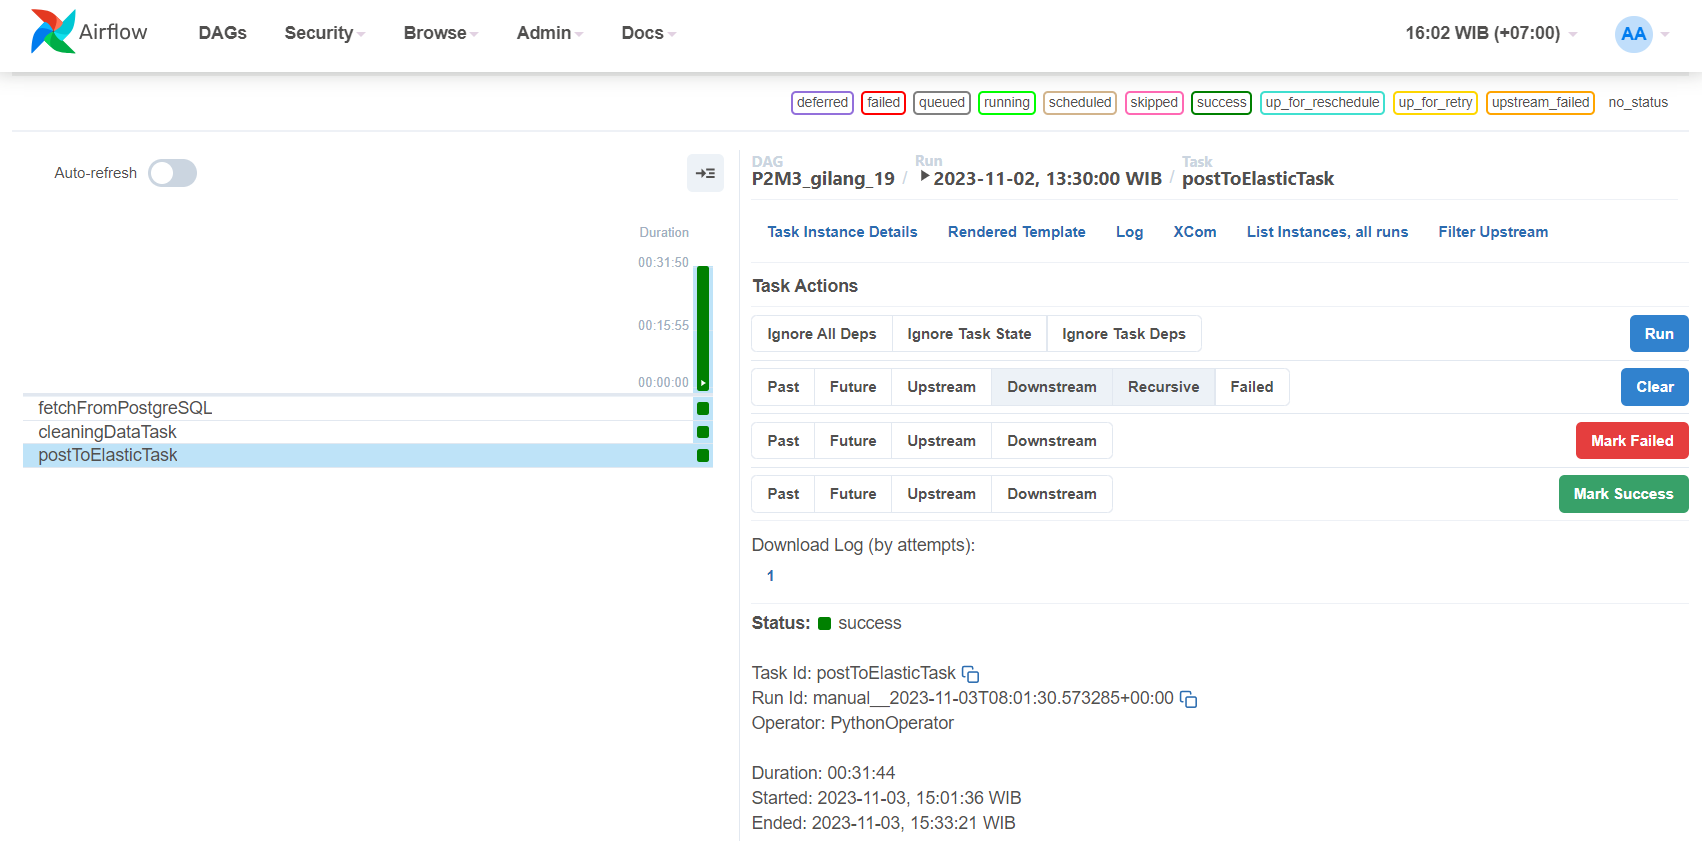 Airflow DAGs Security Browse Admin Docs 16:02 WIB (+07:00) AA
deferred failed queued running scheduled skipped success up_for_reschedule up_for_retry upstream_failed no_status
Auto-refresh
Duration
00:31:50
00:15:55
00:00:00
fetchFromPostgreSQL
cleaningDataTask
postToElasticTask
DAG Run Task
P2M3_gilang_19 / 2023-11-02, 13:30:00 WIB / postToElasticTask
Task Instance Details Rendered Template Log XCom List Instances, all runs Filter Upstream
Task Actions
Ignore All Deps Ignore Task State Ignore Task Deps Run
Past Future Upstream Downstream Recursive Failed Clear
Past Future Upstream Downstream Mark Failed
Past Future Upstream Downstream Mark Success
Download Log (by attempts):
1
Status: success
Task Id: postToElasticTask
Run Id: manual__2023-11-03T08:01:30.573285+00:00
Operator: PythonOperator
Duration: 00:31:44
Started: 2023-11-03, 15:01:36 WIB
Ended: 2023-11-03, 15:33:21 WIB